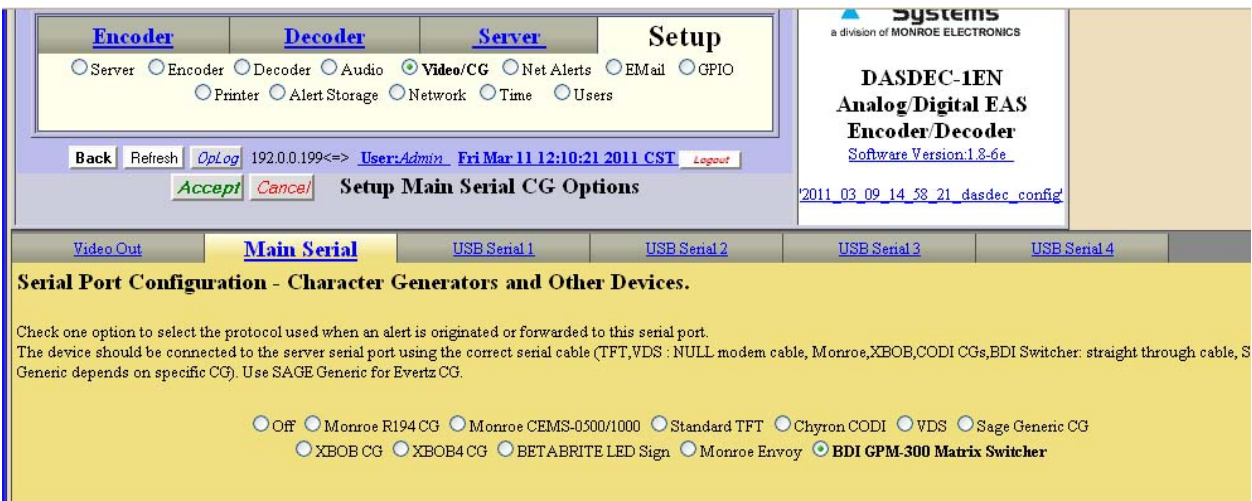 Encoder Decoder Server Setup
Server Encoder Decoder Audio Video/CG Net Alerts EMail GPIO
Printer Alert Storage Network Time Users
Back Refresh OpLog 192.0.0.199<=> User:Admin Fri Mar 11 12:10:21 2011 CST Logout
Accept Cancel Setup Main Serial CG Options
Systems
a division of MONROE ELECTRONICS
DASDEC-1EN
Analog/Digital EAS
Encoder/Decoder
Software Version:1.8-6e
'2011_03_09_14_58_21_dasdec_config'
Video Out Main Serial USB Serial 1 USB Serial 2 USB Serial 3 USB Serial 4
Serial Port Configuration - Character Generators and Other Devices.
Check one option to select the protocol used when an alert is originated or forwarded to this serial port.
The device should be connected to the server serial port using the correct serial cable (TFT,VDS : NULL modem cable, Monroe,XBOB,CODI CGs,BDI Switcher: straight through cable, S
Generic depends on specific CG). Use SAGE Generic for Evertz CG.
Off Monroe R194 CG Monroe CEMS-0500/1000 Standard TFT Chyron CODI VDS Sage Generic CG
XBOB CG XBOB4 CG BETABRITE LED Sign Monroe Envoy BDI GPM-300 Matrix Switcher